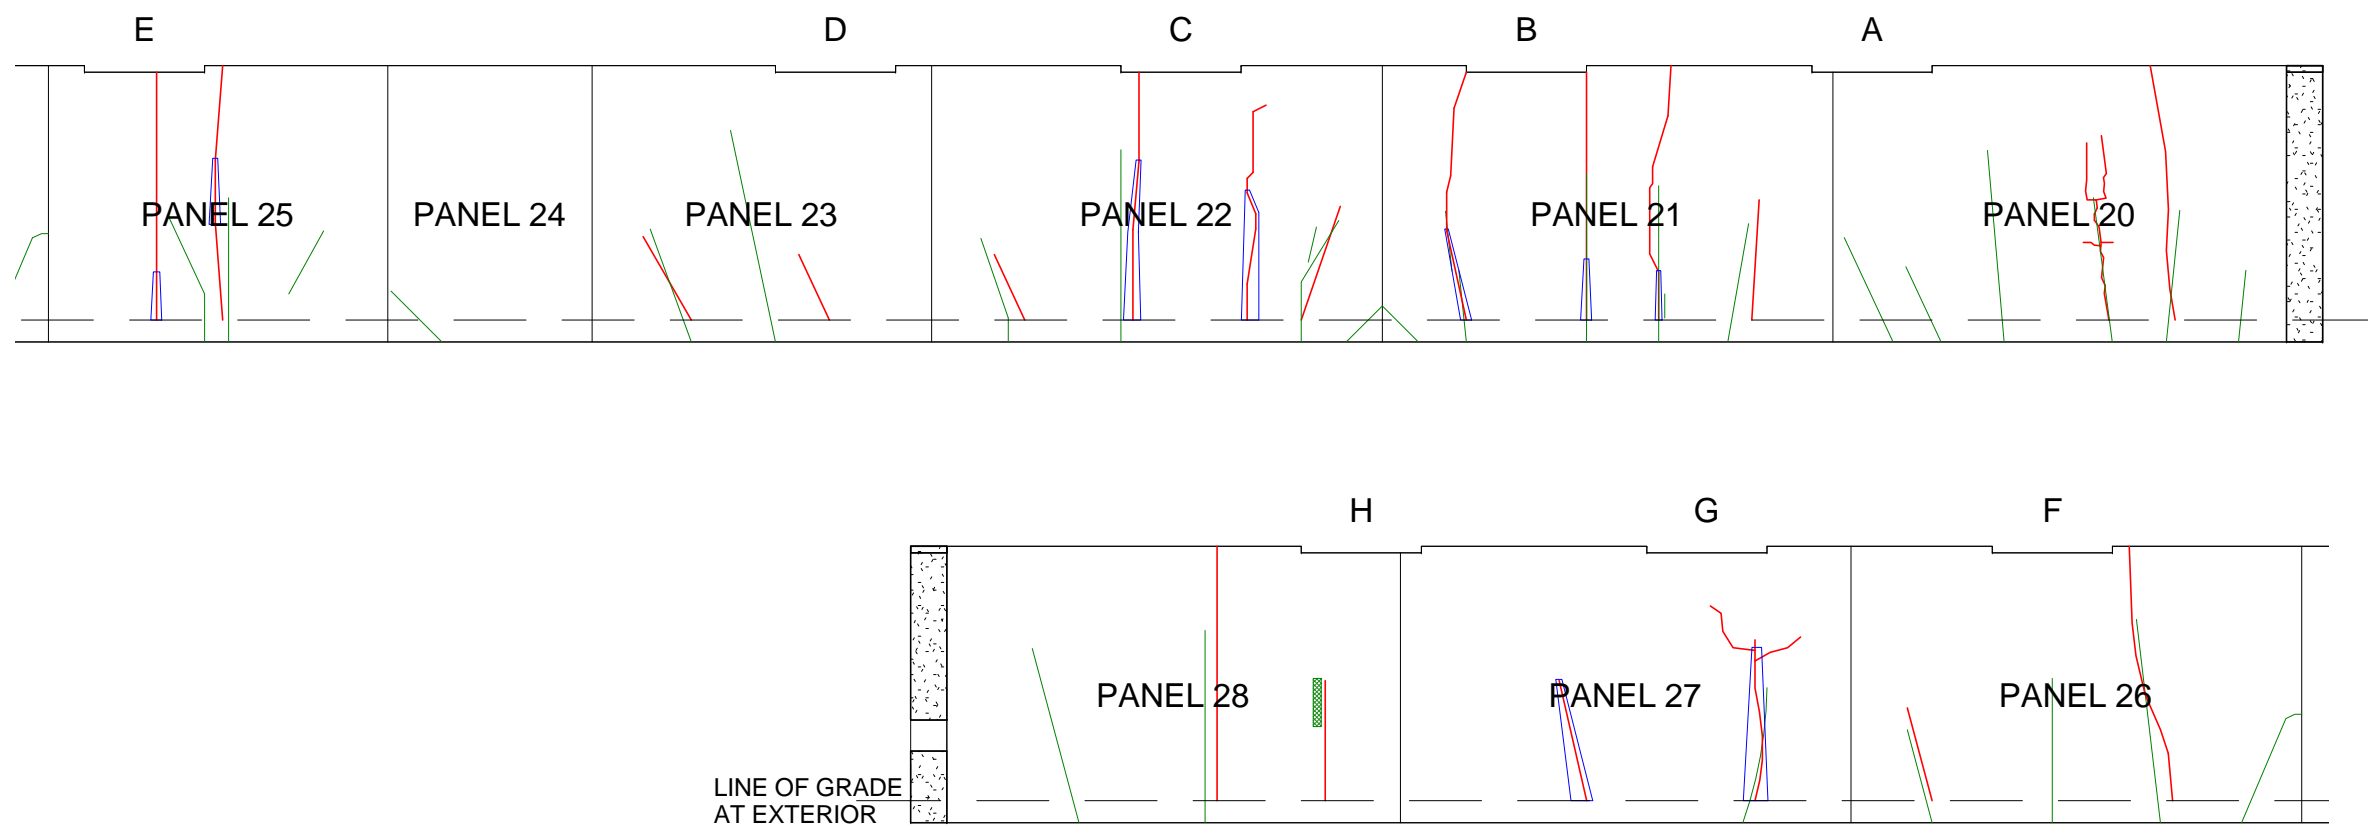 E
D
C
B
A
PANEL 25
PANEL 24
PANEL 23
PANEL 22
PANEL 21
PANEL 20
H
G
F
PANEL 28
PANEL 27
PANEL 26
LINE OF GRADE
AT EXTERIOR